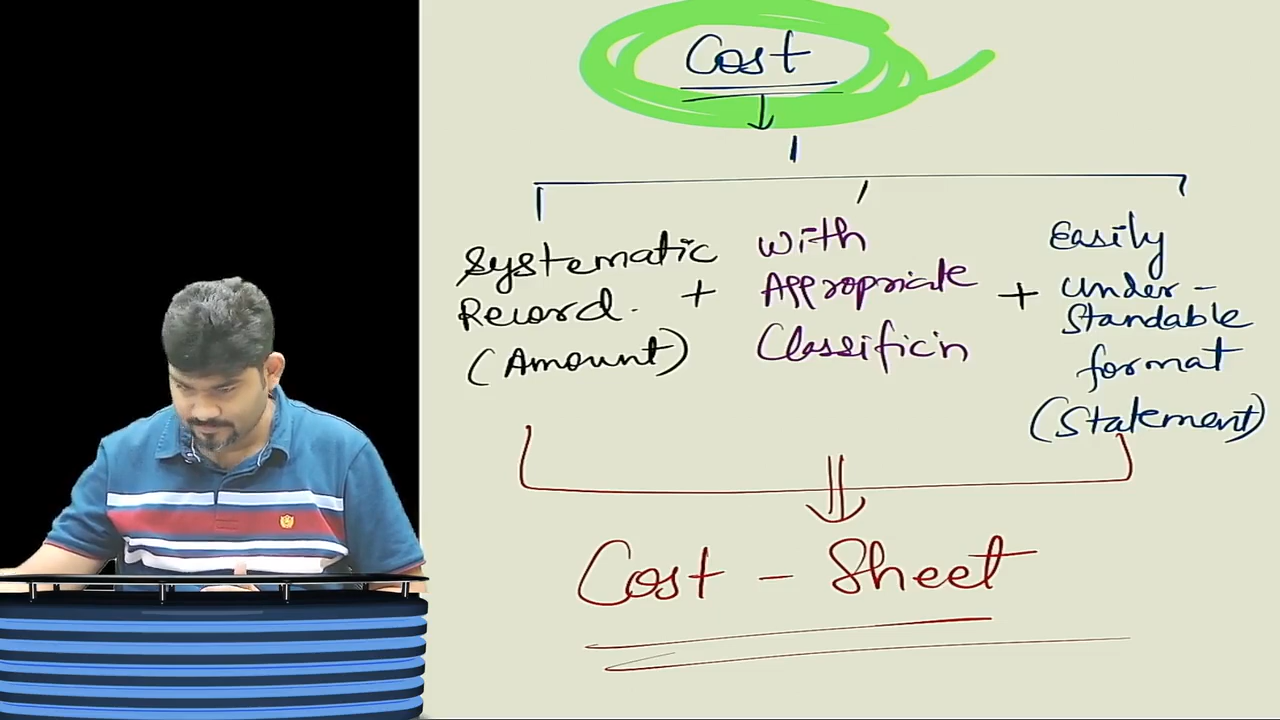 Cost
Systematic
Record.
(Amount)
+
With
Appropriate
Classific'n
+
Easily
Under-
Standable
format
(Statement)
Cost - Sheet